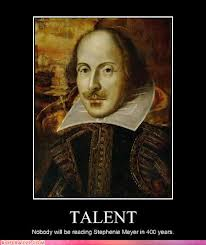 TALENT
Nobody will be reading Stephenie Meyer in 400 years.